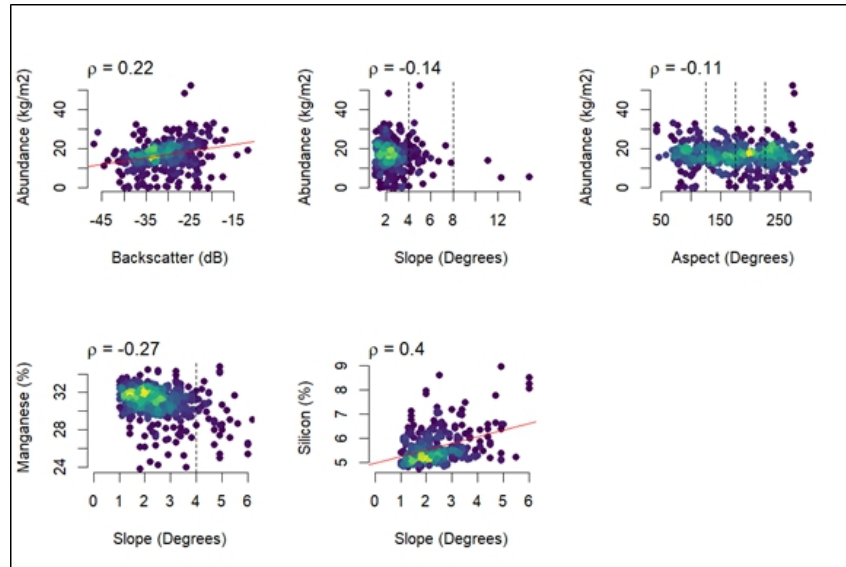 ρ = 0.22
Abundance (kg/m2)
0 20 40
-45 -35 -25 -15
Backscatter (dB)
ρ = -0.14
Abundance (kg/m2)
0 20 40
2 4 6 8 12
Slope (Degrees)
ρ = -0.11
Abundance (kg/m2)
0 20 40
50 150 250
Aspect (Degrees)
ρ = -0.27
Manganese (%)
24 28 32
0 1 2 3 4 5 6
Slope (Degrees)
ρ = 0.4
Silicon (%)
5 6 7 8 9
0 1 2 3 4 5 6
Slope (Degrees)